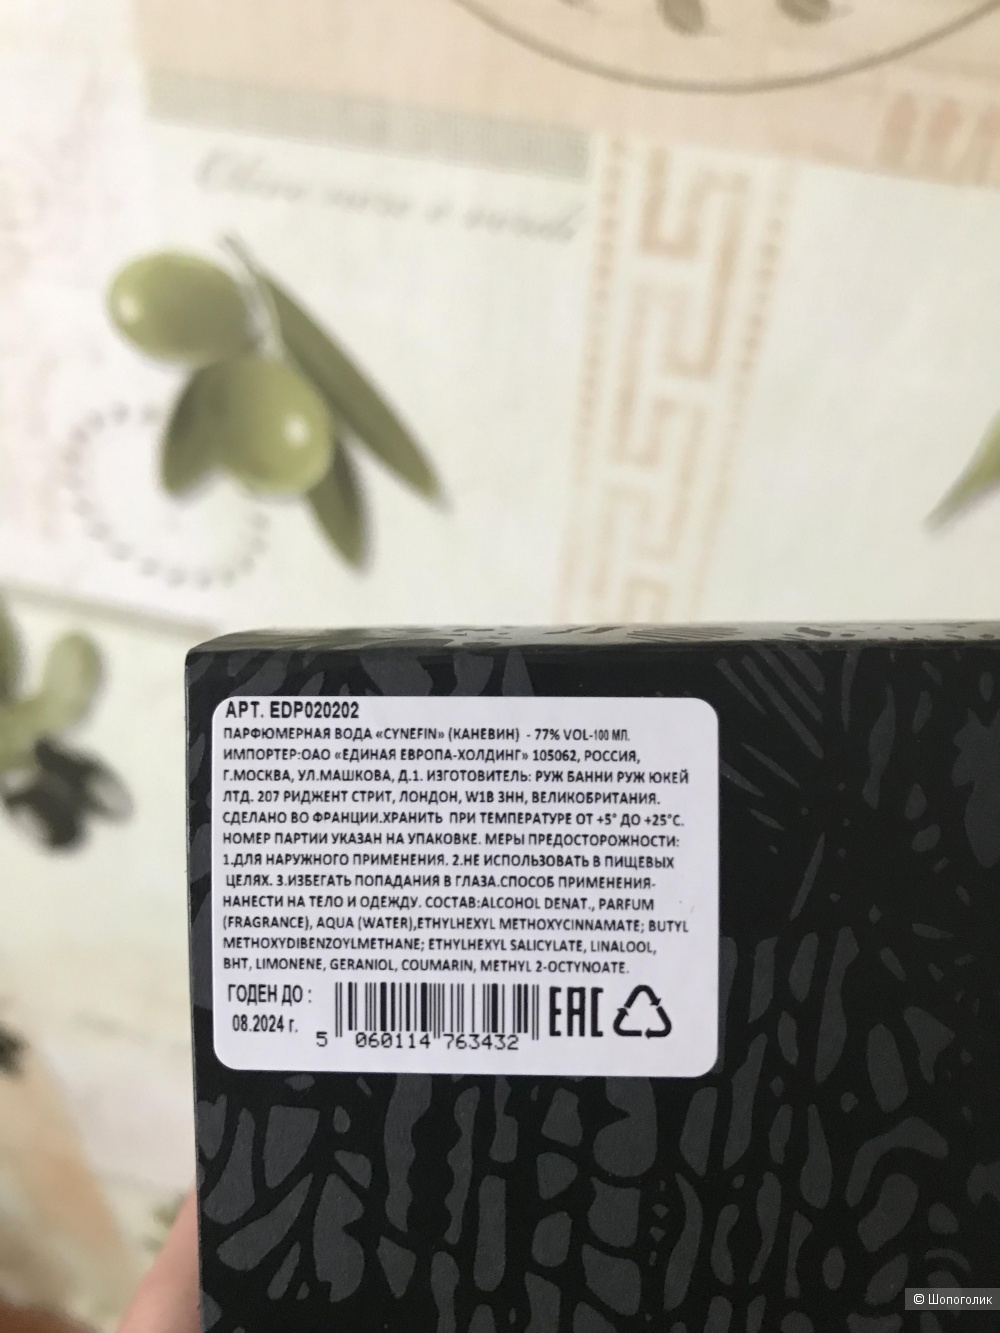 АРТ. EDP020202
ПАРФЮМЕРНАЯ ВОДА «CYNEFIN» (КАНЕВИН) - 77% VOL-100 МЛ.
ИМПОРТЕР:ОАО «ЕДИНАЯ ЕВРОПА-ХОЛДИНГ» 105062, РОССИЯ,
Г.МОСКВА, УЛ.МАШКОВА, Д.1. ИЗГОТОВИТЕЛЬ: РУЖ БАННИ РУЖ ЮКЕЙ
ЛТД. 207 РИДЖЕНТ СТРИТ, ЛОНДОН, W1B 3HH, ВЕЛИКОБРИТАНИЯ.
СДЕЛАНО ВО ФРАНЦИИ.ХРАНИТЬ ПРИ ТЕМПЕРАТУРЕ ОТ +5° ДО +25°С.
НОМЕР ПАРТИИ УКАЗАН НА УПАКОВКЕ. МЕРЫ ПРЕДОСТОРОЖНОСТИ:
1.ДЛЯ НАРУЖНОГО ПРИМЕНЕНИЯ. 2.НЕ ИСПОЛЬЗОВАТЬ В ПИЩЕВЫХ
ЦЕЛЯХ. 3.ИЗБЕГАТЬ ПОПАДАНИЯ В ГЛАЗА.СПОСОБ ПРИМЕНЕНИЯ-
НАНЕСТИ НА ТЕЛО И ОДЕЖДУ. СОСТАВ:ALCOHOL DENAT., PARFUM
(FRAGRANCE), AQUA (WATER),ETHYLHEXYL METHOXYCINNAMATE; BUTYL
METHOXYDIBENZOYLMETHANE; ETHYLHEXYL SALICYLATE, LINALOOL,
BHT, LIMONENE, GERANIOL, COUMARIN, METHYL 2-OCTYNOATE.
ГОДЕН ДО :
08.2024 г.
5 060114 763432
EAC
© Шопоголик